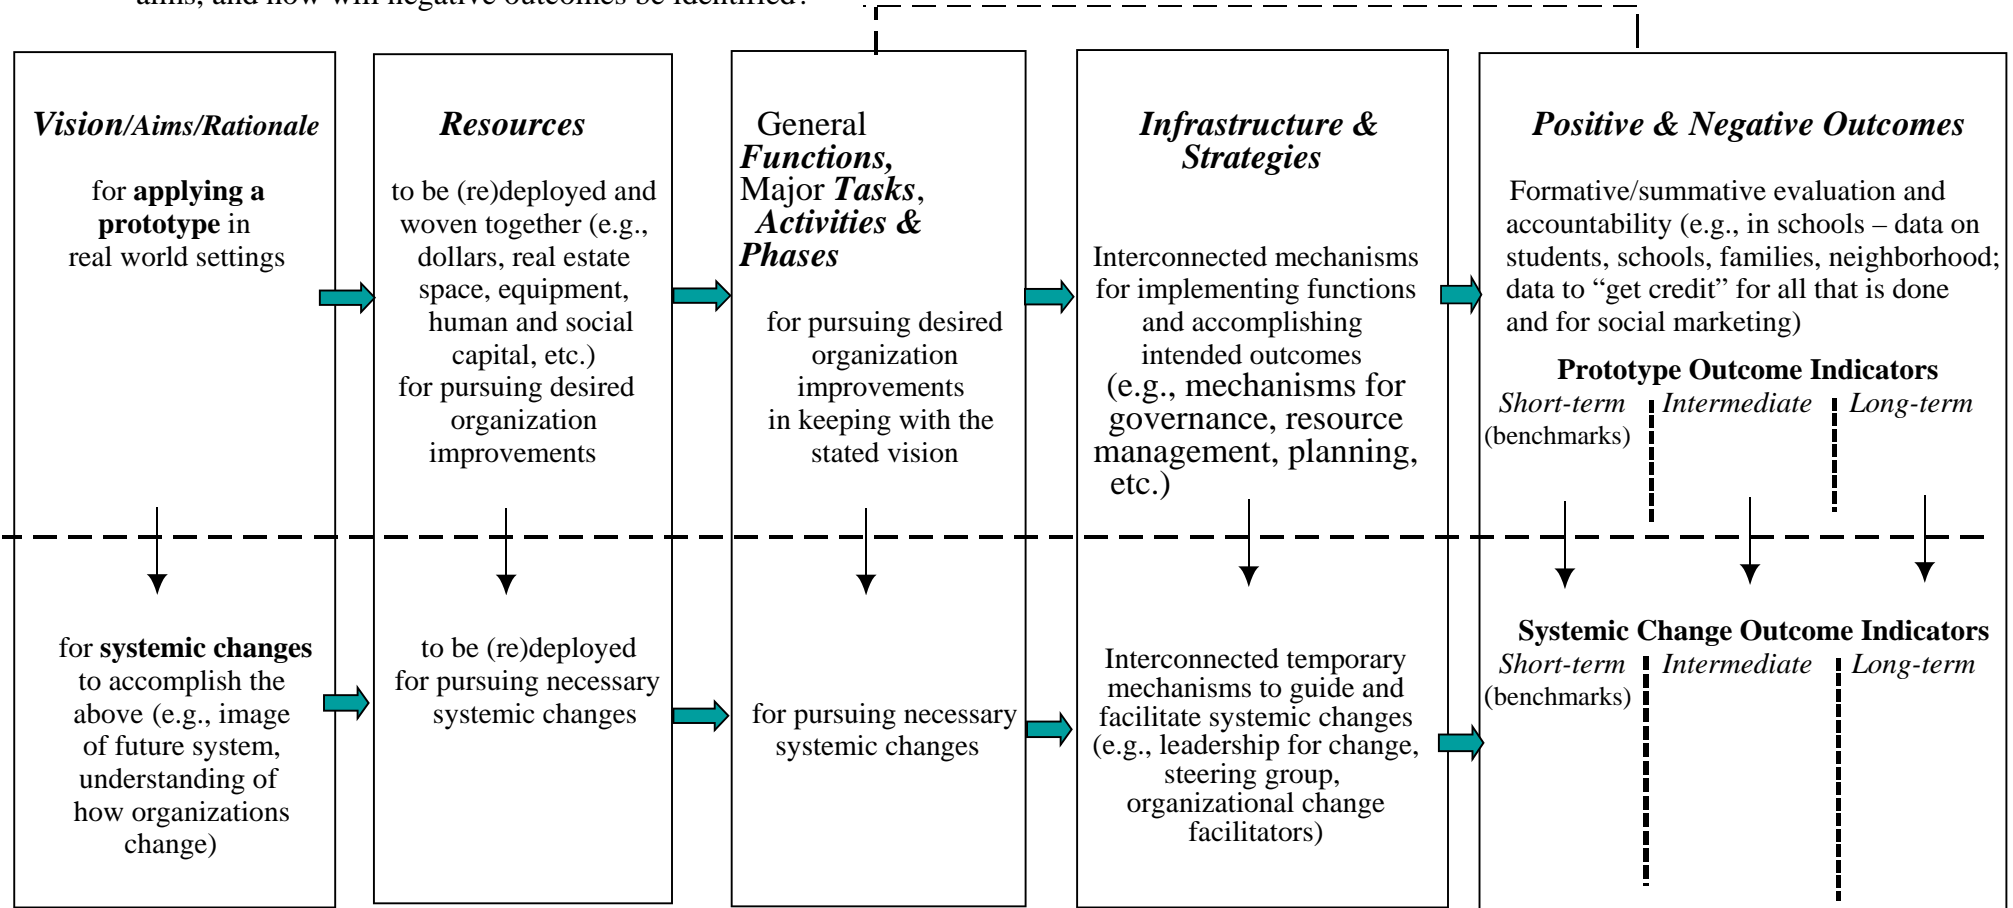 aims, and how will negative outcomes be identified?
Vision/Aims/Rationale
for applying a
prototype in
real world settings
for systemic changes
to accomplish the
above (e.g., image
of future system,
understanding of
how organizations
change)
Resources
to be (re)deployed and
woven together (e.g.,
dollars, real estate
space, equipment,
human and social
capital, etc.)
for pursuing desired
organization
improvements
to be (re)deployed
for pursuing necessary
systemic changes
General
Functions,
Major Tasks,
Activities &
Phases
for pursuing desired
organization
improvements
in keeping with the
stated vision
for pursuing necessary
systemic changes
Infrastructure &
Strategies
Interconnected mechanisms
for implementing functions
and accomplishing
intended outcomes
(e.g., mechanisms for
governance, resource
management, planning,
etc.)
Interconnected temporary
mechanisms to guide and
facilitate systemic changes
(e.g., leadership for change,
steering group,
organizational change
facilitators)
Positive & Negative Outcomes
Formative/summative evaluation and
accountability (e.g., in schools – data on
students, schools, families, neighborhood;
data to “get credit” for all that is done
and for social marketing)
Prototype Outcome Indicators
Short-term Intermediate Long-term
(benchmarks)
Systemic Change Outcome Indicators
Short-term Intermediate Long-term
(benchmarks)